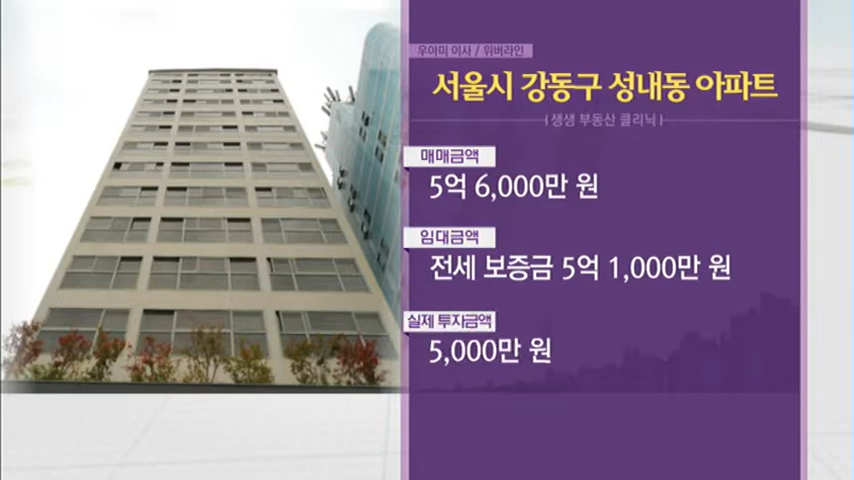 우아미 이사 / 위버라인
서울시 강동구 성내동 아파트
생생 부동산 클리닉
매매금액
5억 6,000만 원
임대금액
전세 보증금 5억 1,000만 원
실제 투자금액
5,000만 원